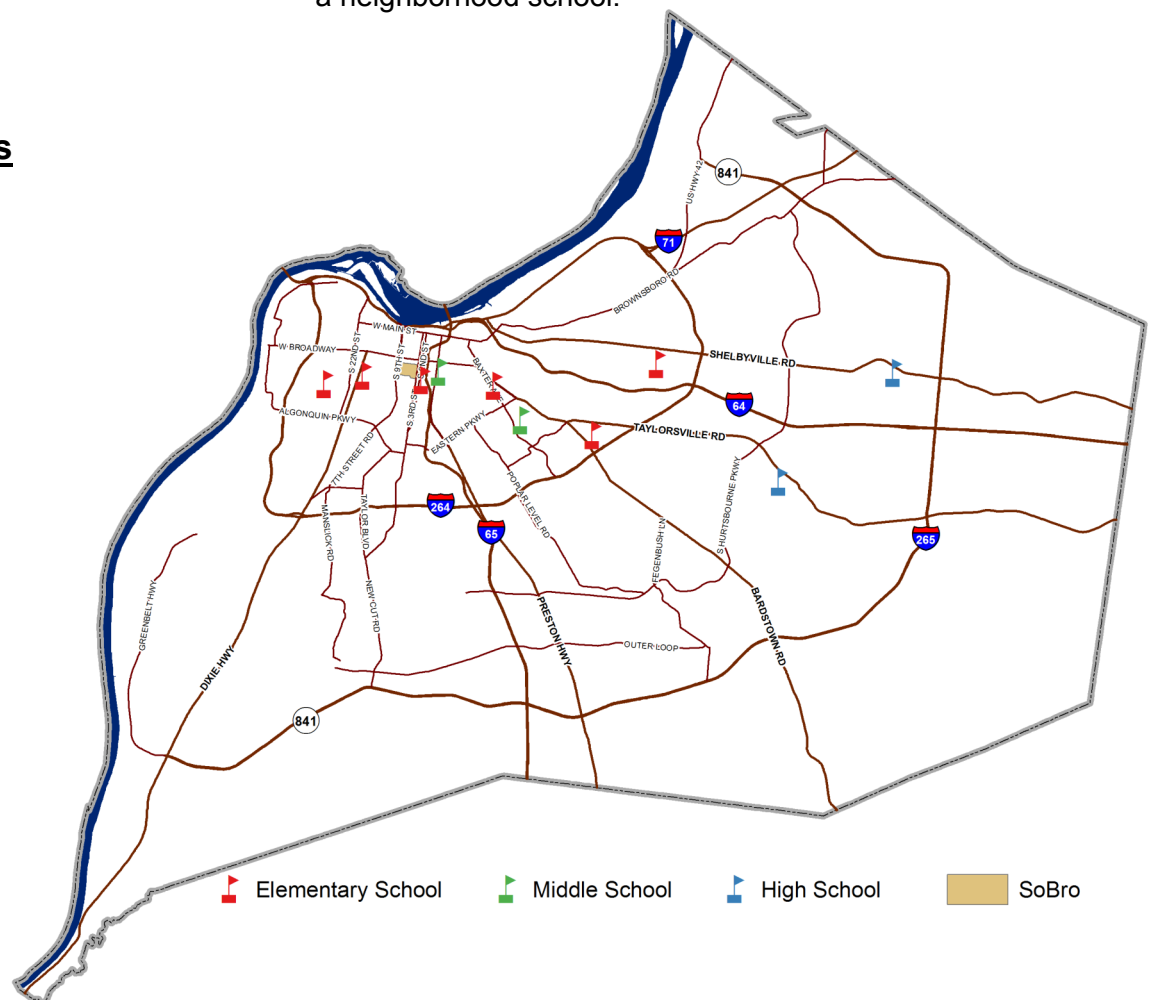 a neighborhood school.
s
841
US HWY 42
71
BROWNSBORO RD
W MAIN ST
W BROADWAY
S 22ND ST
S 9TH ST
2ND ST
S 3RD S
BAXTER
SHELBYVILLE RD
64
ALGONQUIN PKWY
EASTERN PKWY
TAYLORSVILLE RD
7TH STREET RD
POPLAR LEVEL RD
S HURTSBOURNE PKWY
264
65
265
MANSLICK RD
TAYLOR BLVD
FEGENBUSH LN
GREENBELT HWY
NEW CUT RD
PRESTON HWY
BARDSTOWN RD
OUTER LOOP
DIXIE HWY
841
Elementary School
Middle School
High School
SoBro